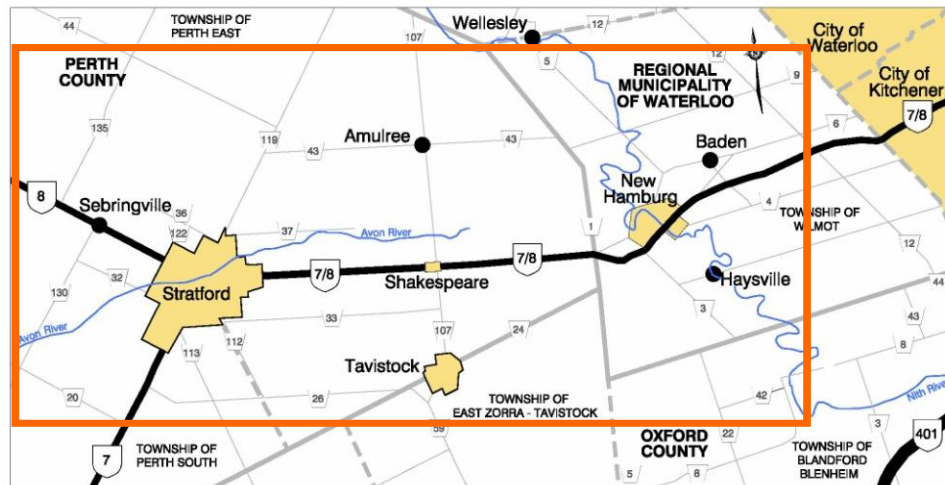 44
TOWNSHIP OF
PERTH EAST
107
Wellesley
12
12
City of
Waterloo
PERTH
COUNTY
5
REGIONAL
MUNICIPALITY
OF WATERLOO
9
City of
Kitchener
7/8
135
119
43
Amulree
43
Baden
6
8
Sebringville
36
122
37
Avon River
New
Hamburg
1
4
TOWNSHIP OF
WILMOT
12
32
130
Stratford
7/8
Shakespeare
7/8
Haysville
44
Avon River
33
107
24
3
43
113
112
Tavistock
8
20
26
TOWNSHIP OF
EAST ZORRA - TAVISTOCK
42
Nith River
7
TOWNSHIP OF
PERTH SOUTH
59
OXFORD
COUNTY
22
5
8
3
TOWNSHIP OF
BLANDFORD
BLENHEIM
401